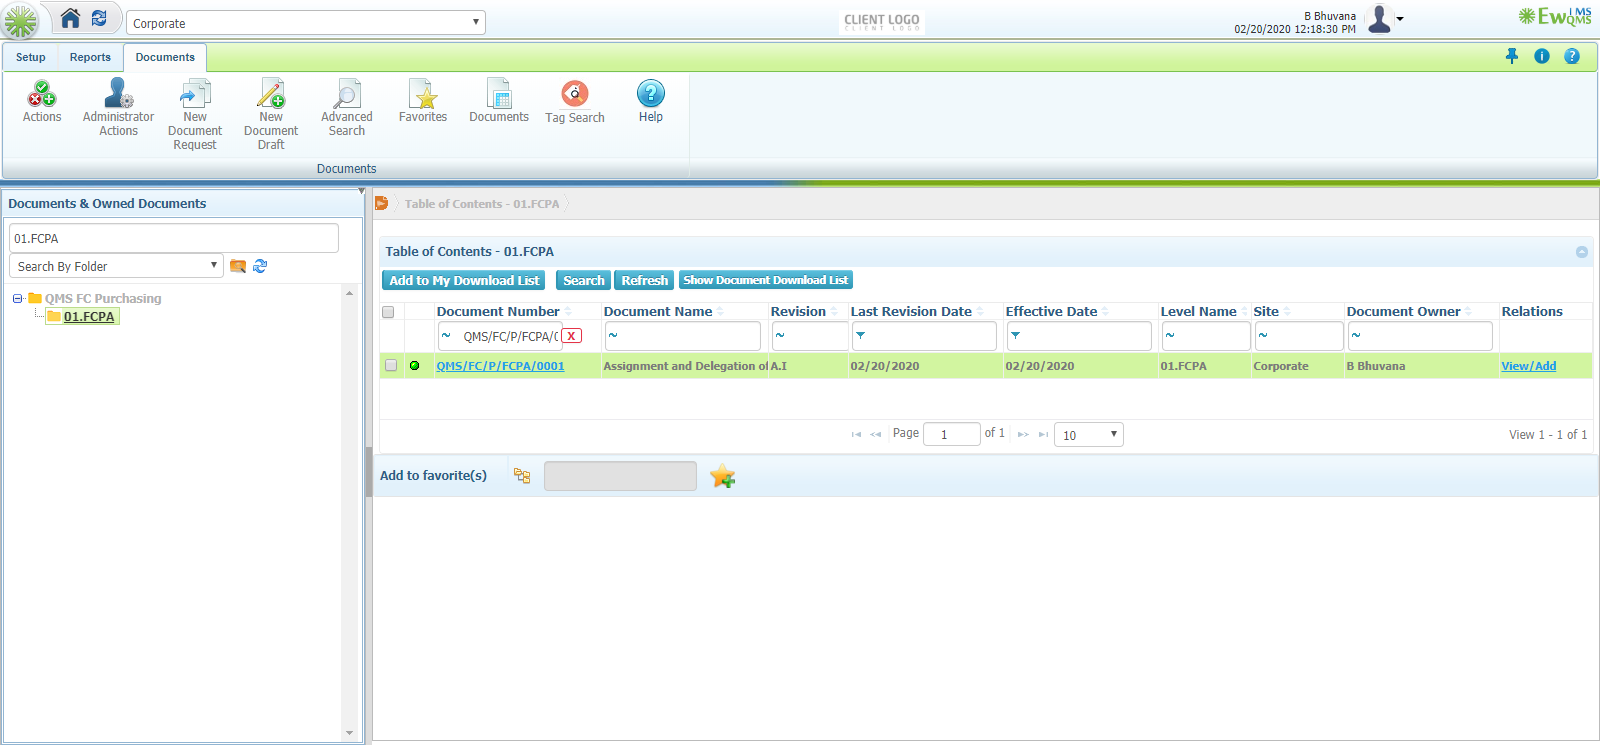 Corporate
CLIENT LOGO
CLIENT LOGO
B Bhuvana
02/20/2020 12:18:30 PM
EwQMS IMS
Setup Reports Documents
Actions
Administrator Actions
New Document Request
New Document Draft
Advanced Search
Favorites
Documents
Tag Search
Help
Documents
Documents & Owned Documents
01.FCPA
Search By Folder
QMS FC Purchasing
01.FCPA
Table of Contents - 01.FCPA
Table of Contents - 01.FCPA
Add to My Download List Search Refresh Show Document Download List
Document Number Document Name Revision Last Revision Date Effective Date Level Name Site Document Owner Relations
~ QMS/FC/P/FCPA/0 X ~ ~ ~ ~ ~
QMS/FC/P/FCPA/0001 Assignment and Delegation of A.I 02/20/2020 02/20/2020 01.FCPA Corporate B Bhuvana View/Add
Page 1 of 1 10 View 1 - 1 of 1
Add to favorite(s)